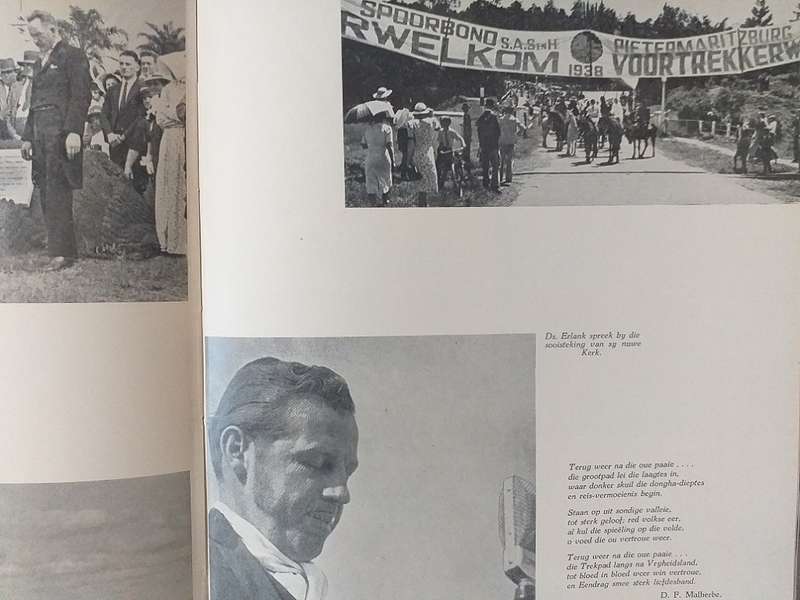 SPOORBOND S.A.S en H PIETERMARITZBURG
RWELKOM 1938 VOORTREKKERW
Ds. Erlank spreek by die
sooisteking van sy nuwe
Kerk.
Terug weer na die oue paaie . . . .
die grootpad lei die laagtes in,
waar donker skuil die dongha-dieptes
en reis-vermoeienis begin.
Staan op uit sondige valleie,
tot sterk geloof; red volkse eer,
al kul die spieëling op die velde,
o voed die ou vertroue weer.
Terug weer na die oue paaie . . .
die Trekpad langs na Vryheidsland,
tot bloed in bloed weer win vertroue,
en Eendrag smee sterk liefdesband.
D. F. Malherbe.